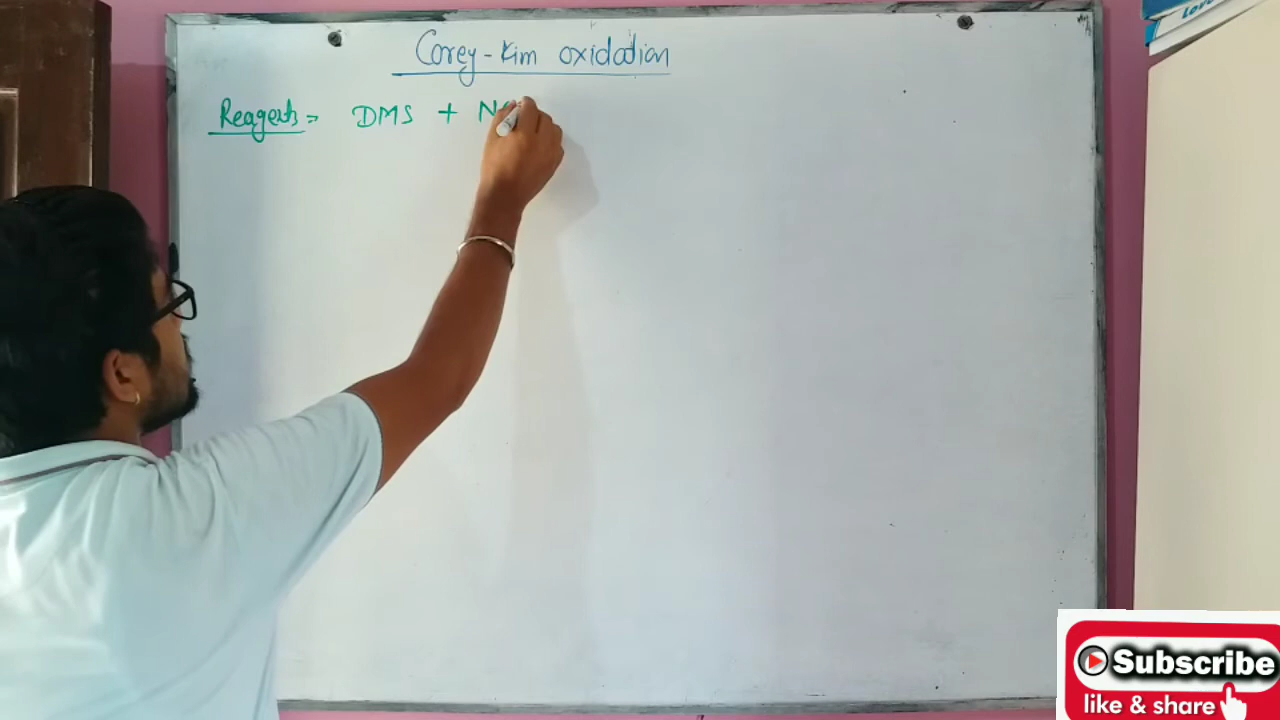 Corey-Kim oxidation
Reagents = DMS +
Subscribe
like & share